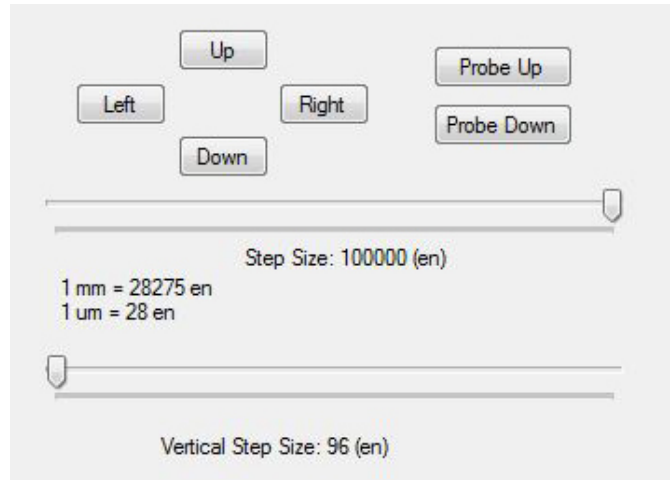 Up
Probe Up
Left
Right
Probe Down
Down
Step Size: 100000 (en)
1 mm = 28275 en
1 um = 28 en
Vertical Step Size: 96 (en)